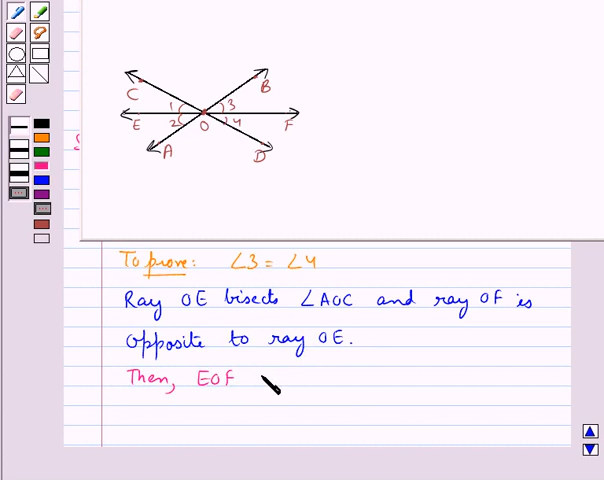 C
B
1
3
E
2
O
4
F
A
D
To prove: ∠3 = ∠4
Ray OE bisects ∠AOC and ray OF is
opposite to ray OE.
Then, EOF